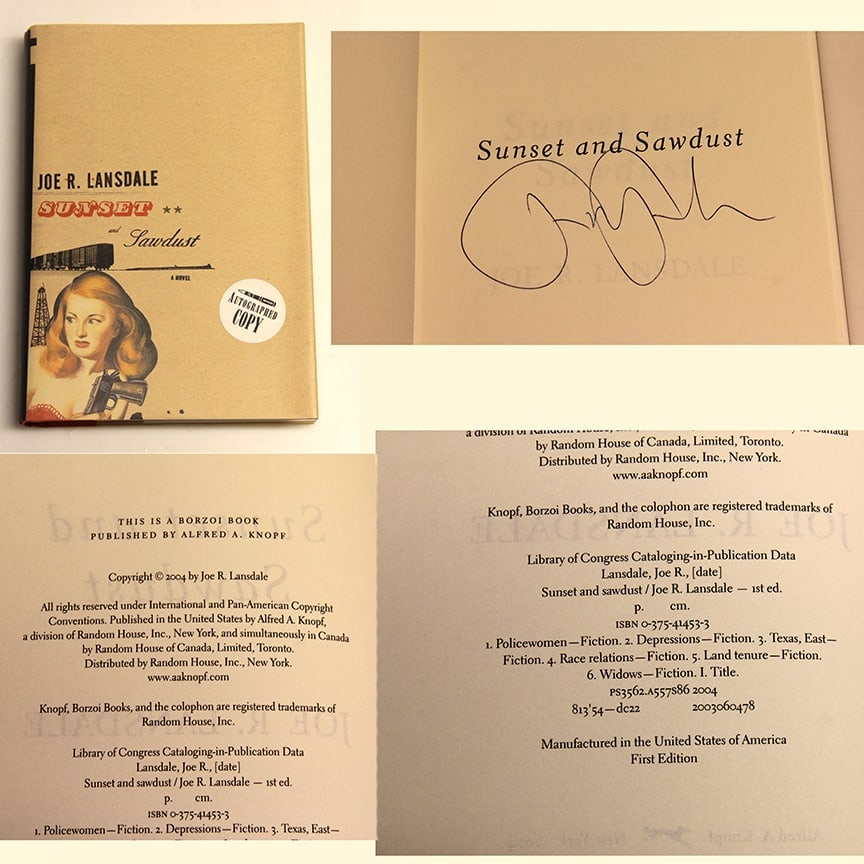 JOE R. LANSDALE
SUNSET
and
Sawdust
A NOVEL
AUTOGRAPHED
COPY
Sunset and Sawdust
JOE R. LANSDALE
THIS IS A BORZOI BOOK
PUBLISHED BY ALFRED A. KNOPF
Copyright © 2004 by Joe R. Lansdale
All rights reserved under International and Pan-American Copyright
Conventions. Published in the United States by Alfred A. Knopf,
a division of Random House, Inc., New York, and simultaneously in Canada
by Random House of Canada, Limited, Toronto.
Distributed by Random House, Inc., New York.
www.aaknopf.com
Knopf, Borzoi Books, and the colophon are registered trademarks of
Random House, Inc.
Library of Congress Cataloging-in-Publication Data
Lansdale, Joe R., [date]
Sunset and sawdust / Joe R. Lansdale — 1st ed.
p. cm.
ISBN 0-375-41453-3
1. Policewomen—Fiction. 2. Depressions—Fiction. 3. Texas, East—
a division of Random House, in Canada
by Random House of Canada, Limited, Toronto.
Distributed by Random House, Inc., New York.
www.aaknopf.com
Knopf, Borzoi Books, and the colophon are registered trademarks of
Random House, Inc.
Library of Congress Cataloging-in-Publication Data
Lansdale, Joe R., [date]
Sunset and sawdust / Joe R. Lansdale — 1st ed.
p. cm.
ISBN 0-375-41453-3
1. Policewomen—Fiction. 2. Depressions—Fiction. 3. Texas, East—
Fiction. 4. Race relations—Fiction. 5. Land tenure—Fiction.
6. Widows—Fiction. I. Title.
PS3562.A557S86 2004
813'54—dc22 2003060478
Manufactured in the United States of America
First Edition